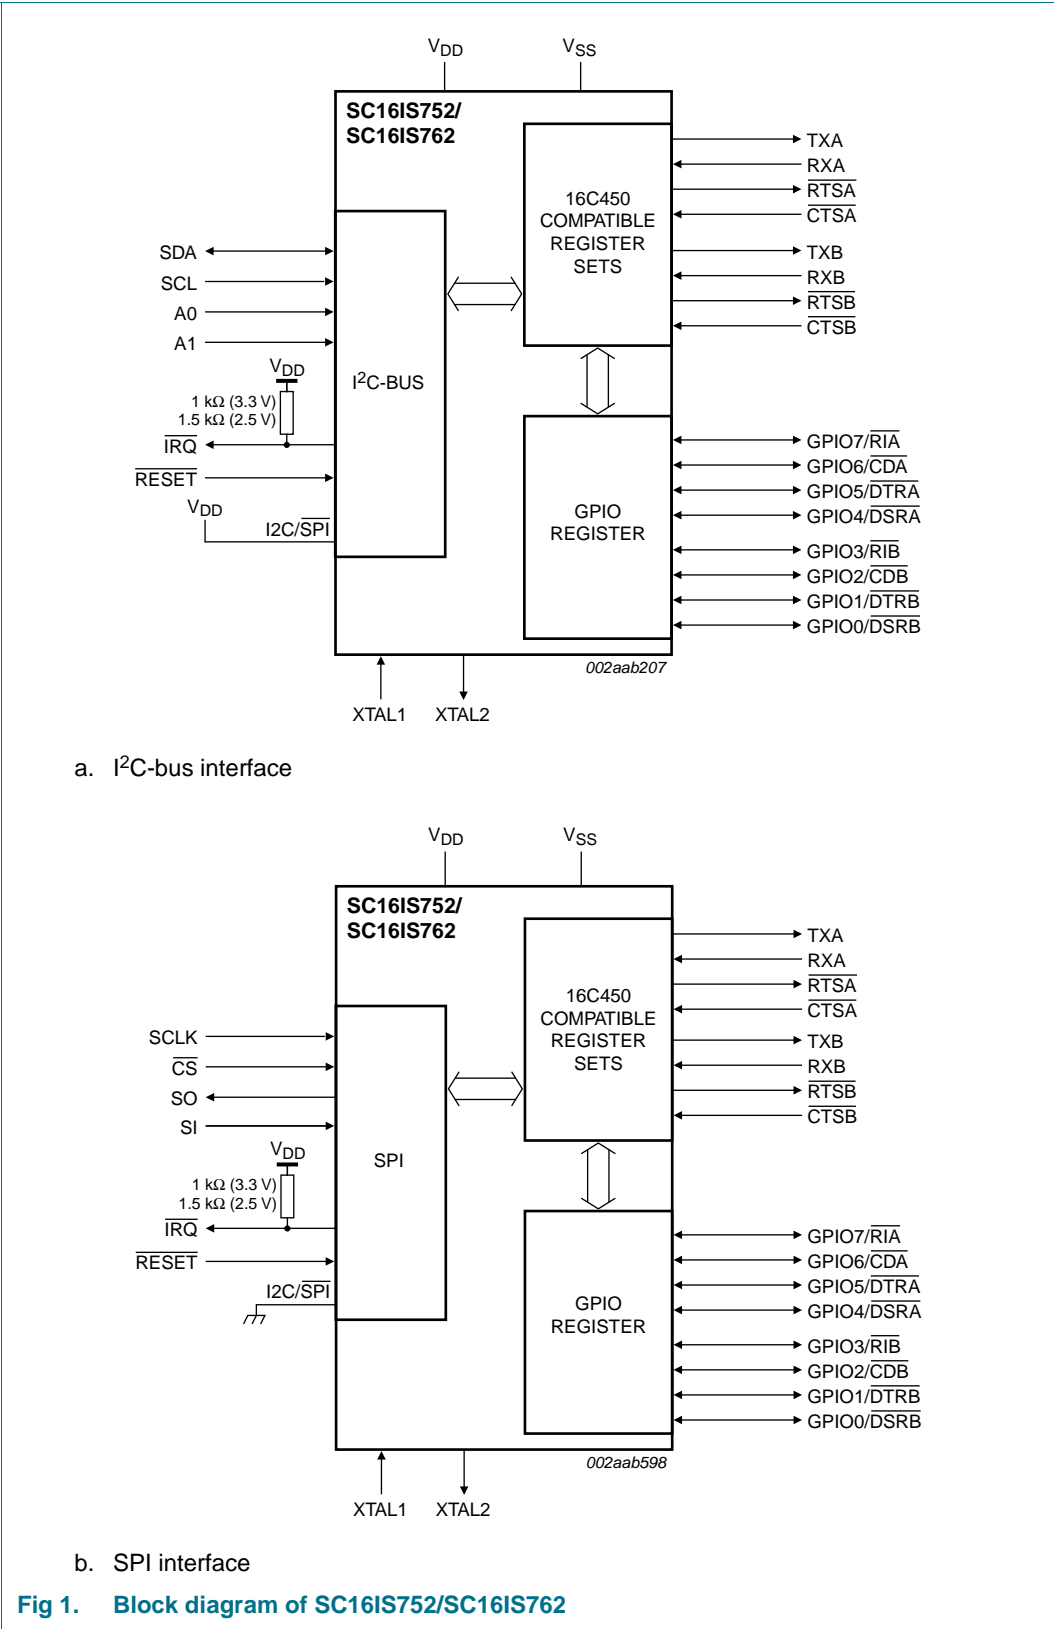 VDD
VSS
SC16IS752/
SC16IS762
16C450
COMPATIBLE
REGISTER
SETS
TXA
RXA
RTSA
CTSA
TXB
RXB
RTSB
CTSB
SDA
SCL
A0
A1
VDD
1 kΩ (3.3 V)
1.5 kΩ (2.5 V)
IRQ
RESET
VDD
I2C/SPI
I2C-BUS
GPIO
REGISTER
GPIO7/RIA
GPIO6/CDA
GPIO5/DTRA
GPIO4/DSRA
GPIO3/RIB
GPIO2/CDB
GPIO1/DTRB
GPIO0/DSRB
002aab207
XTAL1
XTAL2
a. I2C-bus interface
VDD
VSS
SC16IS752/
SC16IS762
16C450
COMPATIBLE
REGISTER
SETS
TXA
RXA
RTSA
CTSA
TXB
RXB
RTSB
CTSB
SCLK
CS
SO
SI
VDD
1 kΩ (3.3 V)
1.5 kΩ (2.5 V)
IRQ
RESET
I2C/SPI
SPI
GPIO
REGISTER
GPIO7/RIA
GPIO6/CDA
GPIO5/DTRA
GPIO4/DSRA
GPIO3/RIB
GPIO2/CDB
GPIO1/DTRB
GPIO0/DSRB
002aab598
XTAL1
XTAL2
b. SPI interface
Fig 1. Block diagram of SC16IS752/SC16IS762